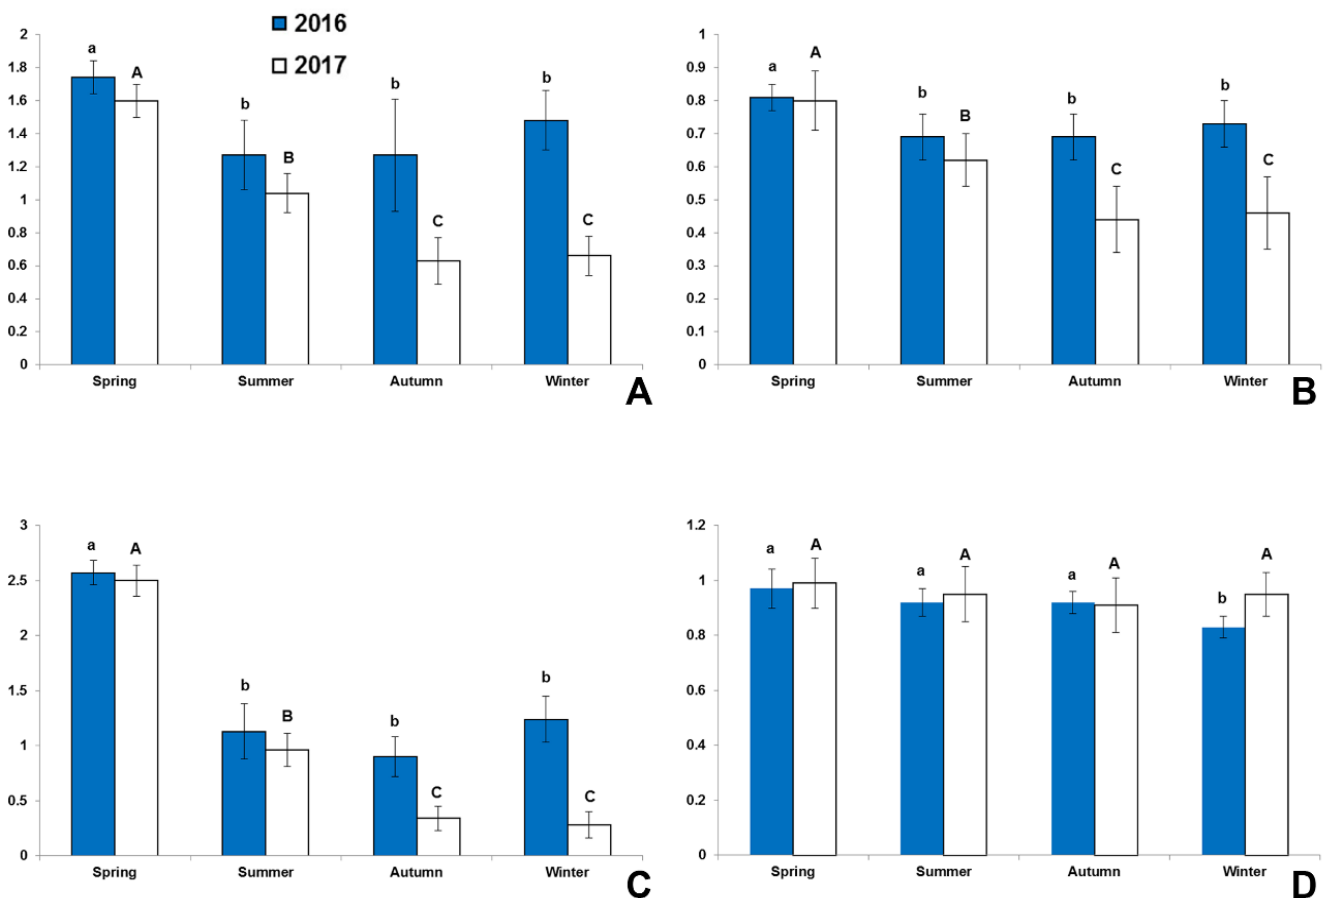 2016
2017
2
1.8
1.6
1.4
1.2
1
0.8
0.6
0.4
0.2
0
a
A
b
B
b
C
b
C
Spring
Summer
Autumn
Winter
A
1
0.9
0.8
0.7
0.6
0.5
0.4
0.3
0.2
0.1
0
a
A
b
B
b
C
b
C
Spring
Summer
Autumn
Winter
B
3
2.5
2
1.5
1
0.5
0
a
A
b
B
b
C
b
C
Spring
Summer
Autumn
Winter
C
1.2
1
0.8
0.6
0.4
0.2
0
a
A
a
A
a
A
b
A
Spring
Summer
Autumn
Winter
D